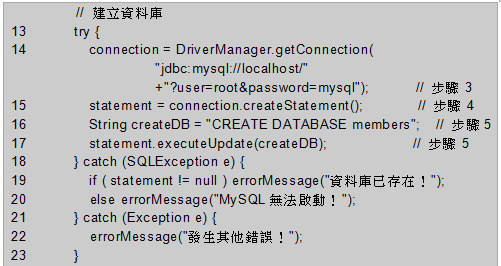 // 建立資料庫
13 try {
14 connection = DriverManager.getConnection(
"jdbc:mysql://localhost/"
+"?user=root&password=mysql"); // 步驟 3
15 statement = connection.createStatement(); // 步驟 4
16 String createDB = "CREATE DATABASE members"; // 步驟 5
17 statement.executeUpdate(createDB); // 步驟 5
18 } catch (SQLException e) {
19 if ( statement != null ) errorMessage("資料庫已存在！");
20 else errorMessage("MySQL 無法啟動！");
21 } catch (Exception e) {
22 errorMessage("發生其他錯誤！");
23 }